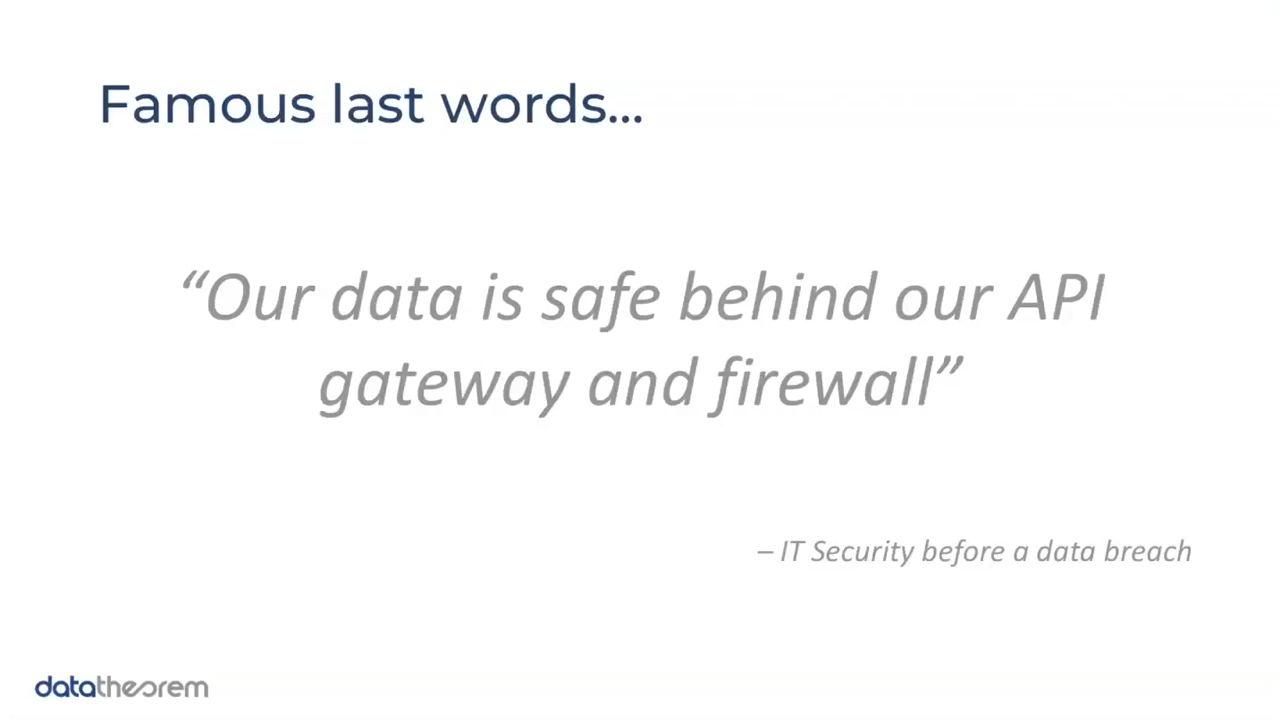 Famous last words...
“Our data is safe behind our API
gateway and firewall”
– IT Security before a data breach
datatheorem